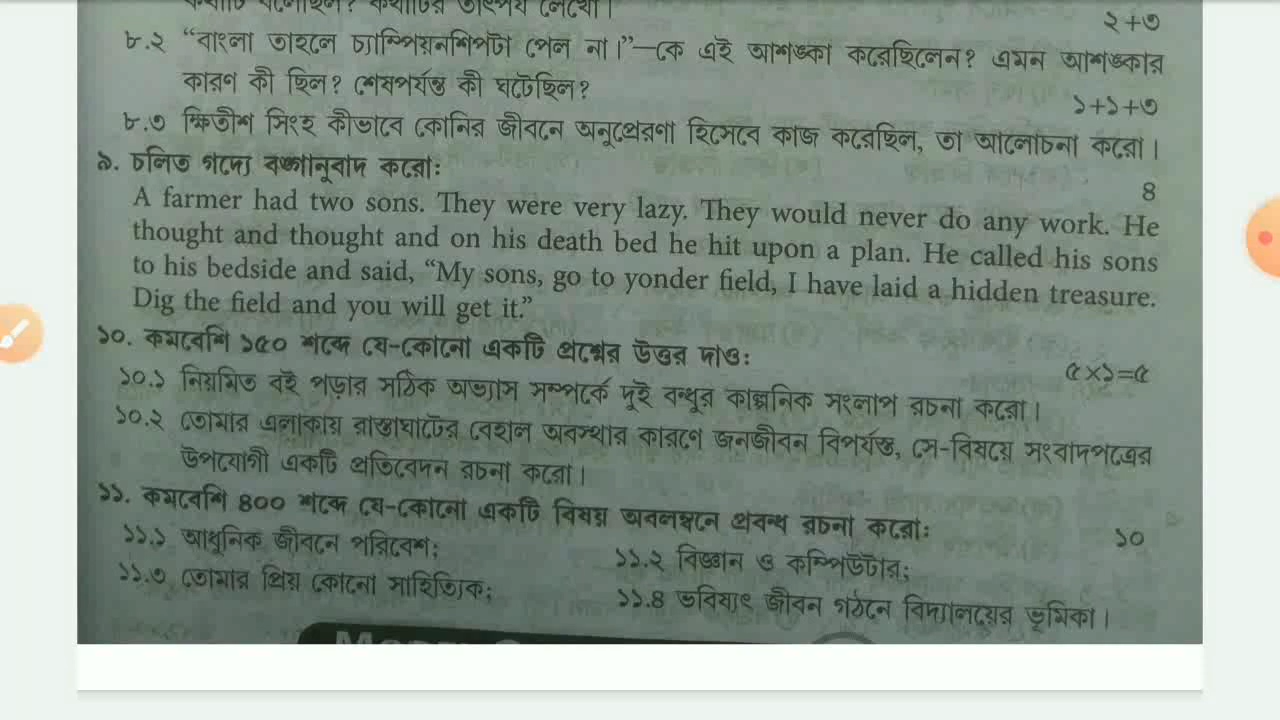 ২+৩
৮.২ “বাংলা তাহলে চ্যাম্পিয়নশিপটা পেল না।”—কে এই আশঙ্কা করেছিলেন? এমন আশঙ্কার
কারণ কী ছিল? শেষপর্যন্ত কী ঘটেছিল?
১+১+৩
৮.৩ ক্ষিতীশ সিংহ কীভাবে কোনির জীবনে অনুপ্রেরণা হিসেবে কাজ করেছিল, তা আলোচনা করো।
৯. চলিত গদ্যে বঙ্গানুবাদ করো:
৪
A farmer had two sons. They were very lazy. They would never do any work. He
thought and thought and on his death bed he hit upon a plan. He called his sons
to his bedside and said, “My sons, go to yonder field, I have laid a hidden treasure.
Dig the field and you will get it.”
১০. কমবেশি ১৫০ শব্দে যে-কোনো একটি প্রশ্নের উত্তর দাও:
৫×১=৫
১০.১ নিয়মিত বই পড়ার সঠিক অভ্যাস সম্পর্কে দুই বন্ধুর কাল্পনিক সংলাপ রচনা করো।
১০.২ তোমার এলাকায় রাস্তাঘাটের বেহাল অবস্থার কারণে জনজীবন বিপর্যস্ত, সে-বিষয়ে সংবাদপত্রের
উপযোগী একটি প্রতিবেদন রচনা করো।
১১. কমবেশি ৪০০ শব্দে যে-কোনো একটি বিষয় অবলম্বনে প্রবন্ধ রচনা করো:
১০
১১.১ আধুনিক জীবনে পরিবেশ;
১১.২ বিজ্ঞান ও কম্পিউটার;
১১.৩ তোমার প্রিয় কোনো সাহিত্যিক;
১১.৪ ভবিষ্যৎ জীবন গঠনে বিদ্যালয়ের ভূমিকা।